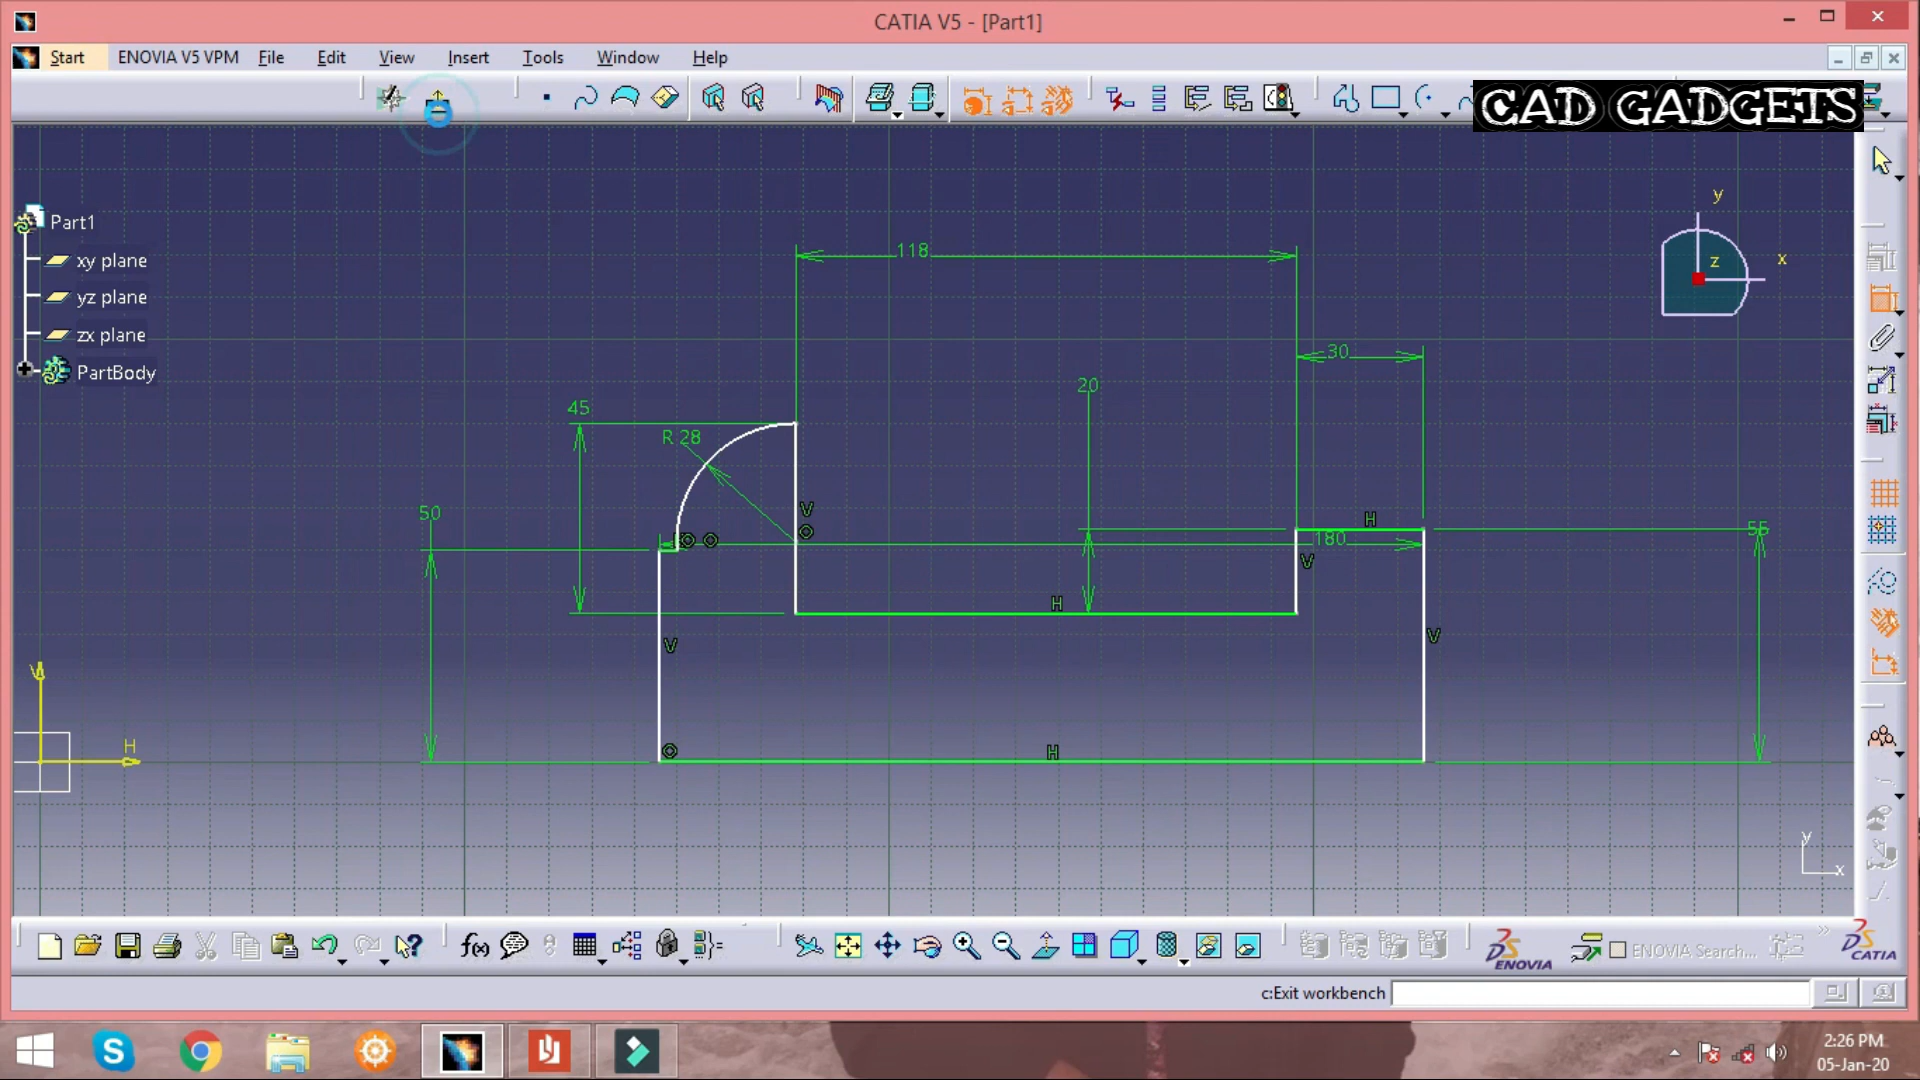 CATIA V5 - [Part1]
Start ENOVIA V5 VPM File Edit View Insert Tools Window Help
CAD GADGETS
Part1
xy plane
yz plane
zx plane
PartBody
y
x
z
118
30
20
45
R 28
50
H
180
55
V
V
H
V
V
H
V
H
y
x
f(x)
ENOVIA
ENOVIA Search...
CATIA
c:Exit workbench
2:26 PM
05-Jan-20